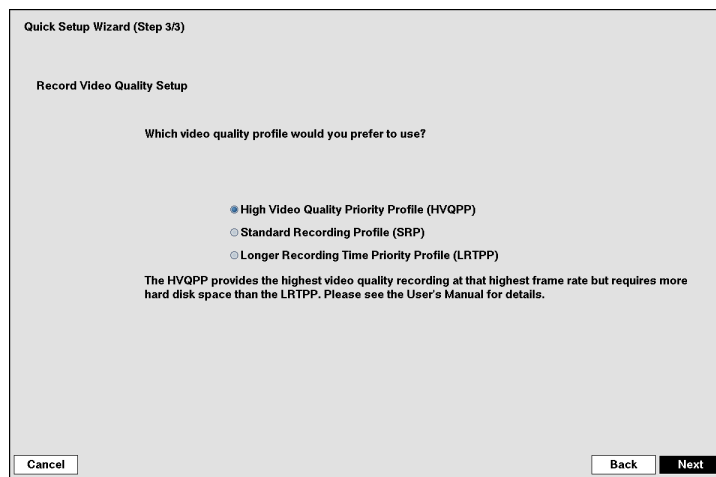 Quick Setup Wizard (Step 3/3)
Record Video Quality Setup
Which video quality profile would you prefer to use?
High Video Quality Priority Profile (HVQPP)
Standard Recording Profile (SRP)
Longer Recording Time Priority Profile (LRTPP)
The HVQPP provides the highest video quality recording at that highest frame rate but requires more
hard disk space than the LRTPP. Please see the User's Manual for details.
Cancel
Back
Next